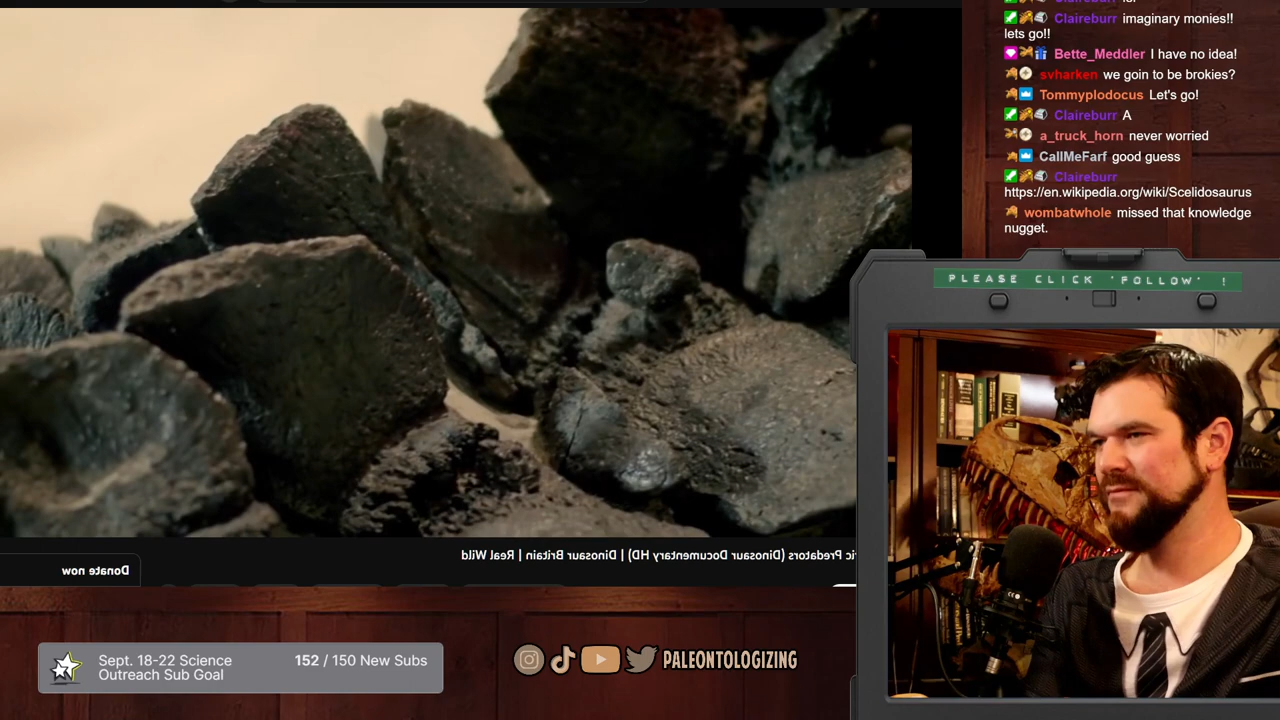 Claireburr imaginary monies!!
lets go!!
Bette_Meddler I have no idea!
svharken we goin to be brokies?
Tommyplodocus Let's go!
Claireburr A
a_truck_horn never worried
CallMeFarf good guess
Claireburr
https://en.wikipedia.org/wiki/Scelidosaurus
wombatwhole missed that knowledge
nugget.
PLEASE CLICK 'FOLLOW' !
ric Predators (Dinosaur Documentary HD) | Dinosaur Britain | Real Wild
Donate now
Sept. 18-22 Science
Outreach Sub Goal
152 / 150 New Subs
PALEONTOLOGIZING